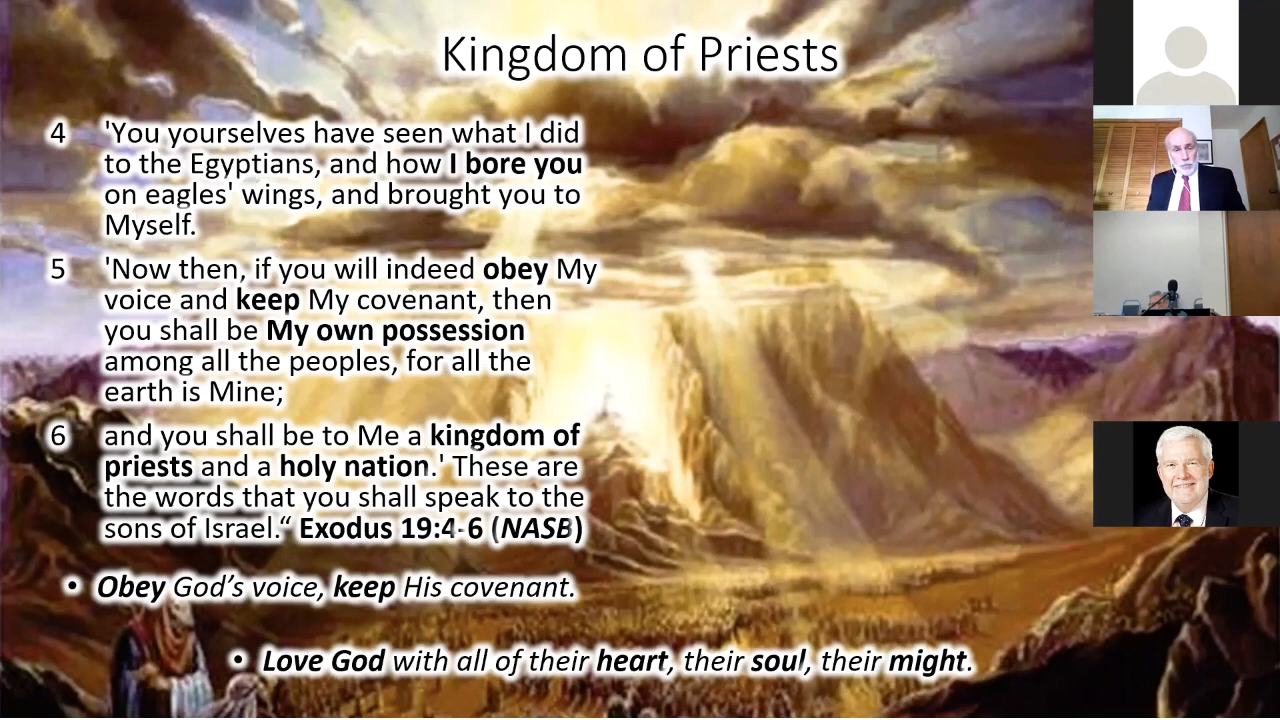 Kingdom of Priests
4 'You yourselves have seen what I did
to the Egyptians, and how I bore you
on eagles' wings, and brought you to
Myself.
5 'Now then, if you will indeed obey My
voice and keep My covenant, then
you shall be My own possession
among all the peoples, for all the
earth is Mine;
6 and you shall be to Me a kingdom of
priests and a holy nation.' These are
the words that you shall speak to the
sons of Israel.“ Exodus 19:4-6 (NASB)
• Obey God’s voice, keep His covenant.
• Love God with all of their heart, their soul, their might.